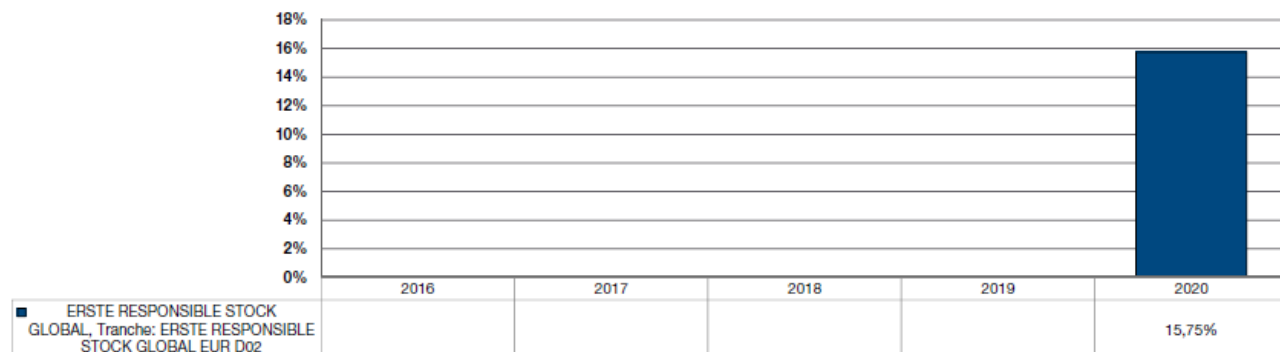 18%
16%
14%
12%
10%
8%
6%
4%
2%
0%
2016 2017 2018 2019 2020
ERSTE RESPONSIBLE STOCK
GLOBAL, Tranche: ERSTE RESPONSIBLE
STOCK GLOBAL EUR D02
15,75%